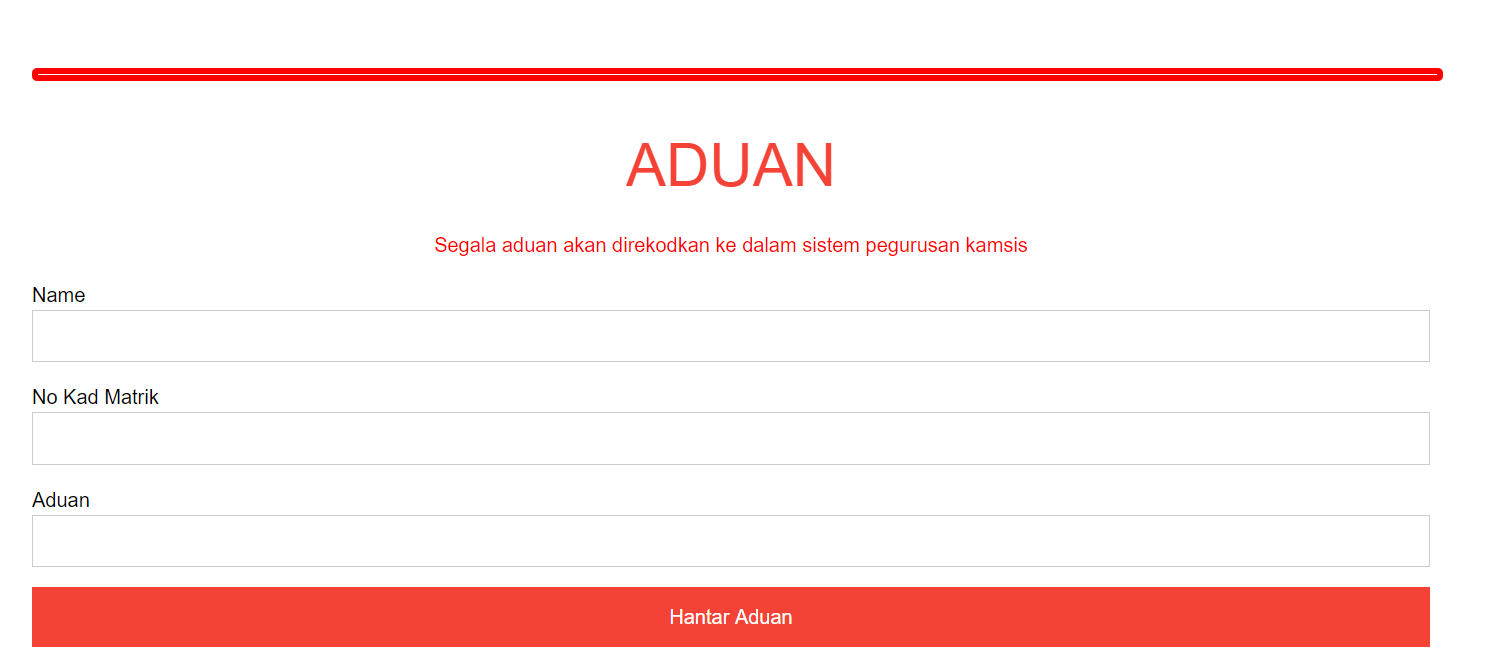 ADUAN
Segala aduan akan direkodkan ke dalam sistem pegurusan kamsis
Name
No Kad Matrik
Aduan
Hantar Aduan